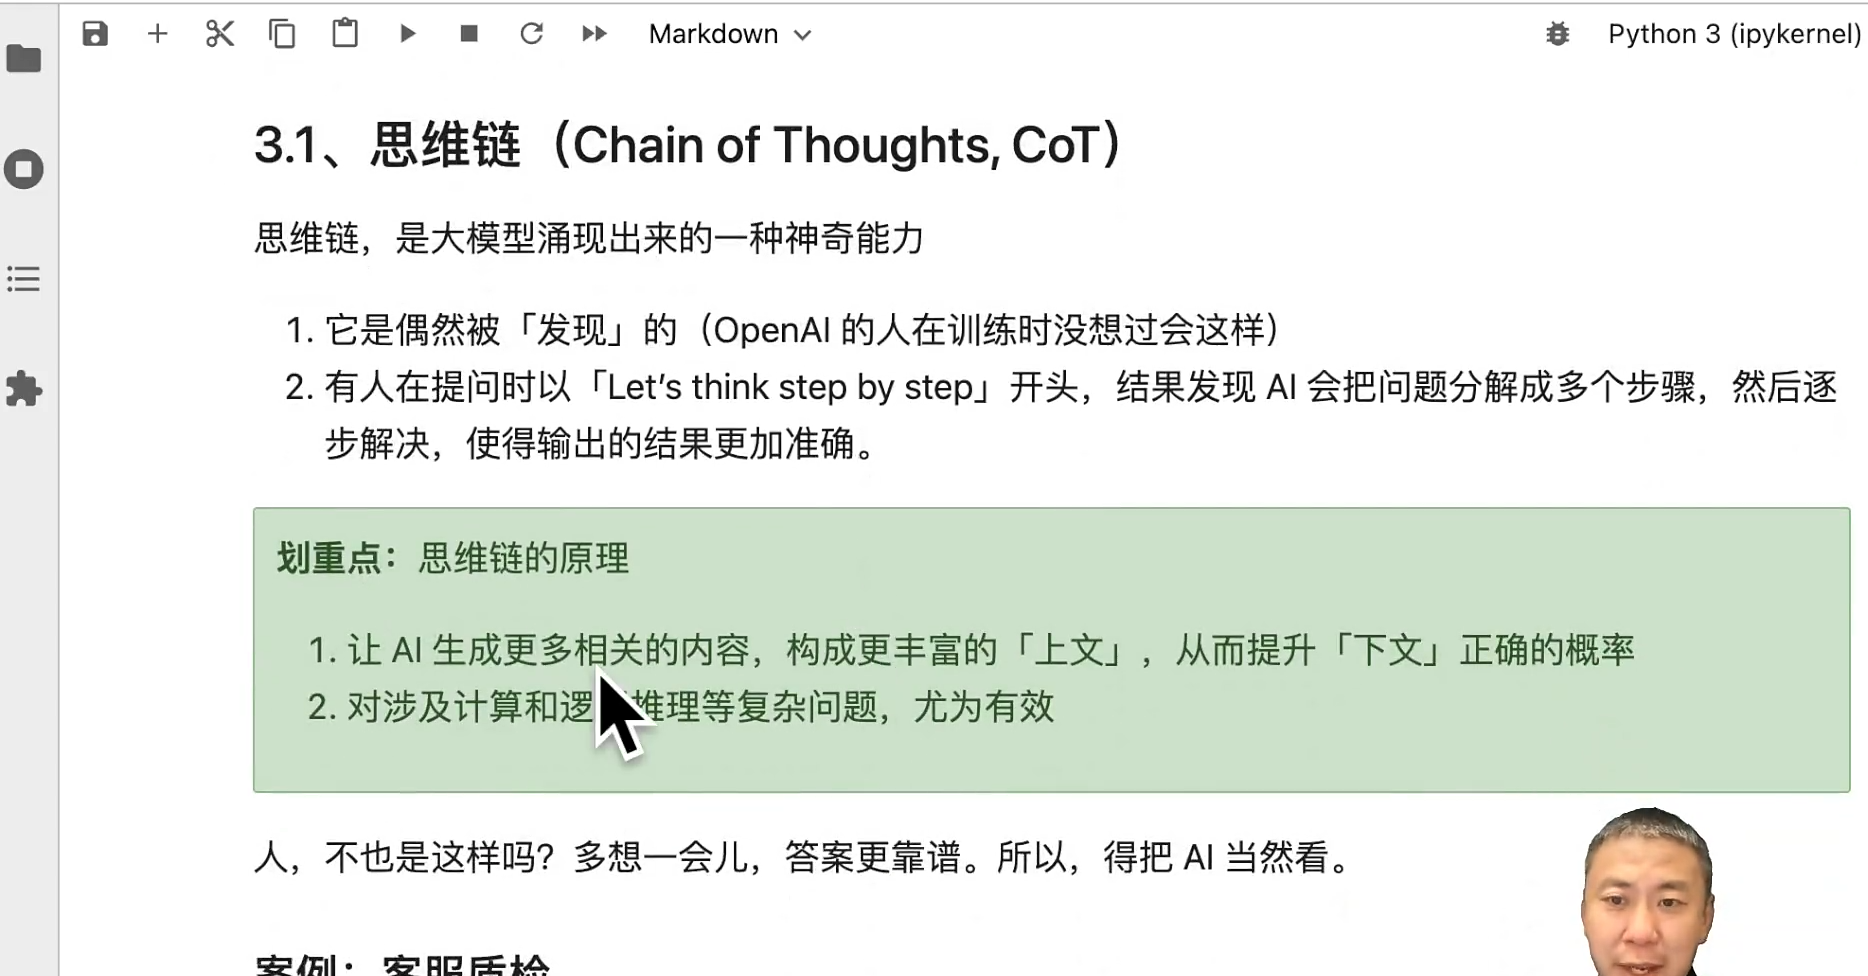 Markdown
Python 3 (ipykernel)
3.1、思维链（Chain of Thoughts, CoT）
思维链，是大模型涌现出来的一种神奇能力
1. 它是偶然被「发现」的（OpenAI 的人在训练时没想过会这样）
2. 有人在提问时以「Let’s think step by step」开头，结果发现 AI 会把问题分解成多个步骤，然后逐
步解决，使得输出的结果更加准确。
划重点：思维链的原理
1. 让 AI 生成更多相关的内容，构成更丰富的「上文」，从而提升「下文」正确的概率
2. 对涉及计算和逻推理等复杂问题，尤为有效
人，不也是这样吗？多想一会儿，答案更靠谱。所以，得把 AI 当然看。
案例：客服质检